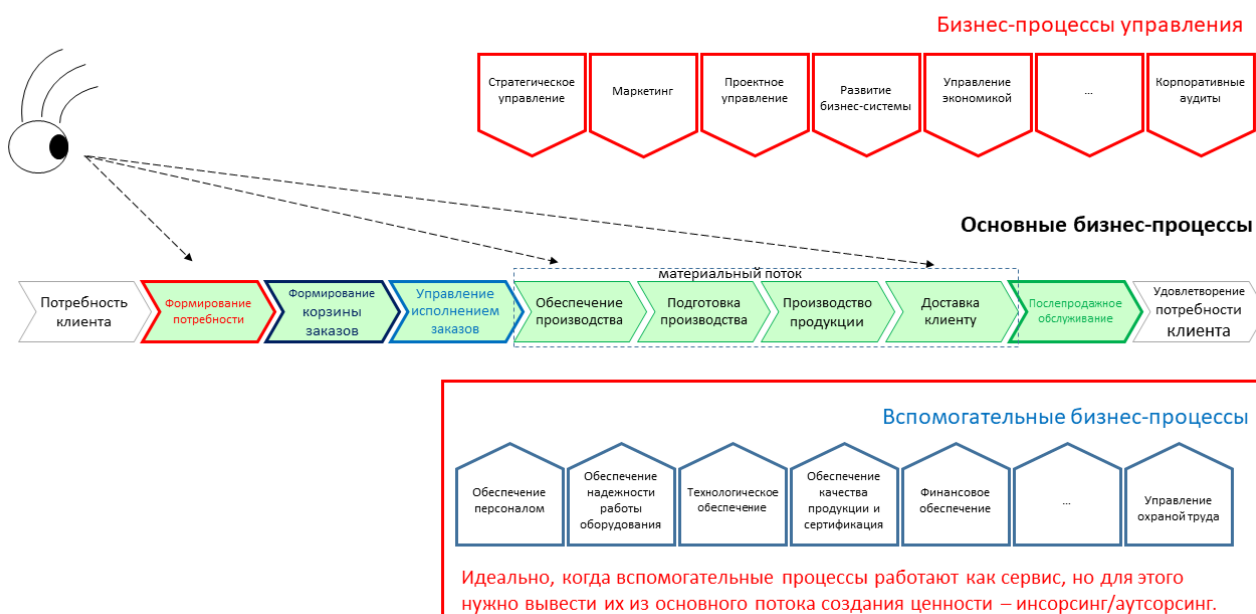 Бизнес-процессы управления
Стратегическое
управление
Маркетинг
Проектное
управление
Развитие
бизнес-системы
Управление
экономикой
...
Корпоративные
аудиты
Основные бизнес-процессы
материальный поток
Потребность
клиента
Формирование
потребности
Формирование
корзины
заказов
Управление
исполнением
заказов
Обеспечение
производства
Подготовка
производства
Производство
продукции
Доставка
клиенту
Послепродажное
обслуживание
Удовлетворение
потребности
клиента
Вспомогательные бизнес-процессы
Обеспечение
персоналом
Обеспечение
надежности
работы
оборудования
Технологическое
обеспечение
Обеспечение
качества
продукции и
сертификация
Финансовое
обеспечение
...
Управление
охраной труда
Идеально, когда вспомогательные процессы работают как сервис, но для этого
нужно вывести их из основного потока создания ценности – инсорсинг/аутсорсинг.